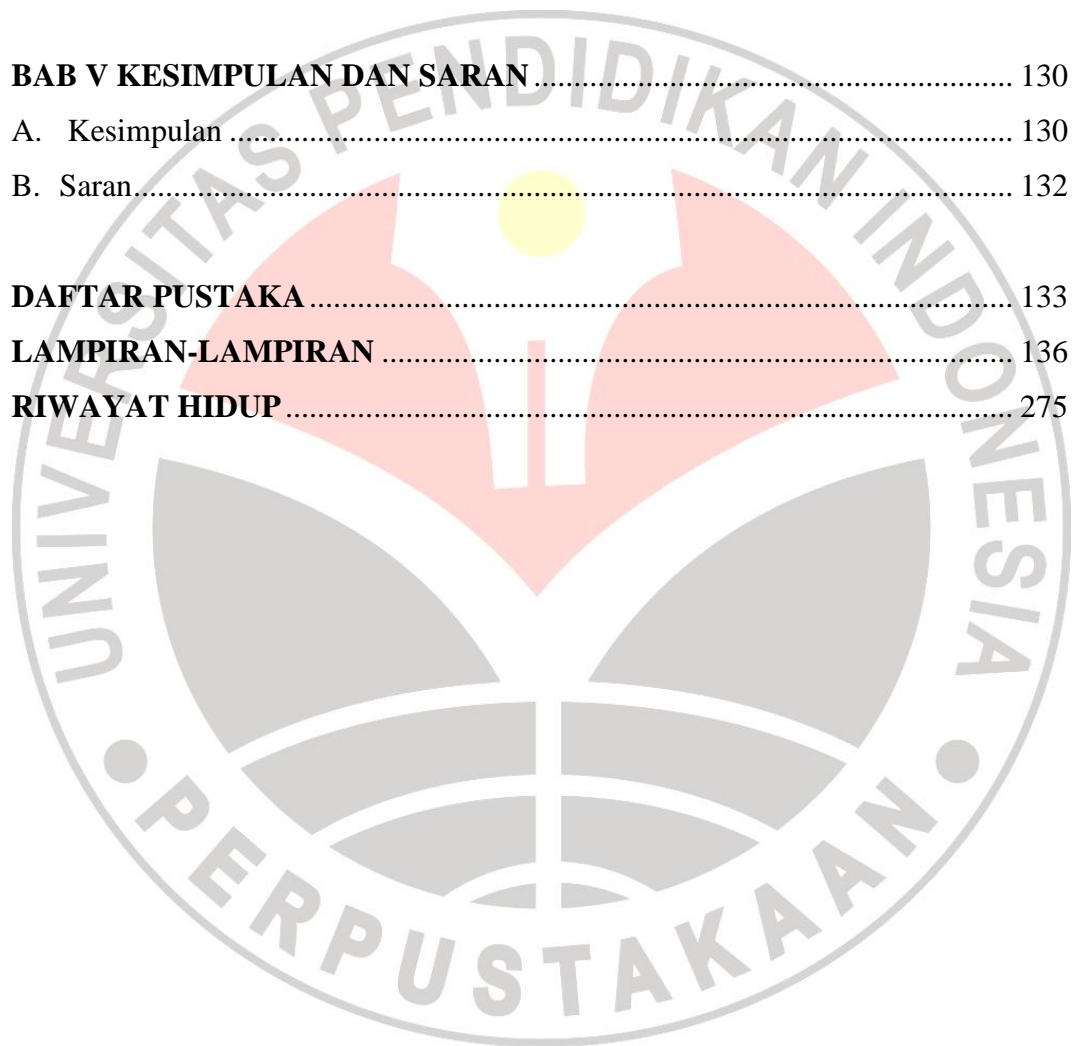 BAB V KESIMPULAN DAN SARAN ........................................................... 130
A. Kesimpulan ................................................................................................. 130
B. Saran............................................................................................................. 132
DAFTAR PUSTAKA ....................................................................................... 133
LAMPIRAN-LAMPIRAN .............................................................................. 136
RIWAYAT HIDUP .......................................................................................... 275
UNIVERSITAS PENDIDIKAN INDONESIA
PERPUSTAKAAN